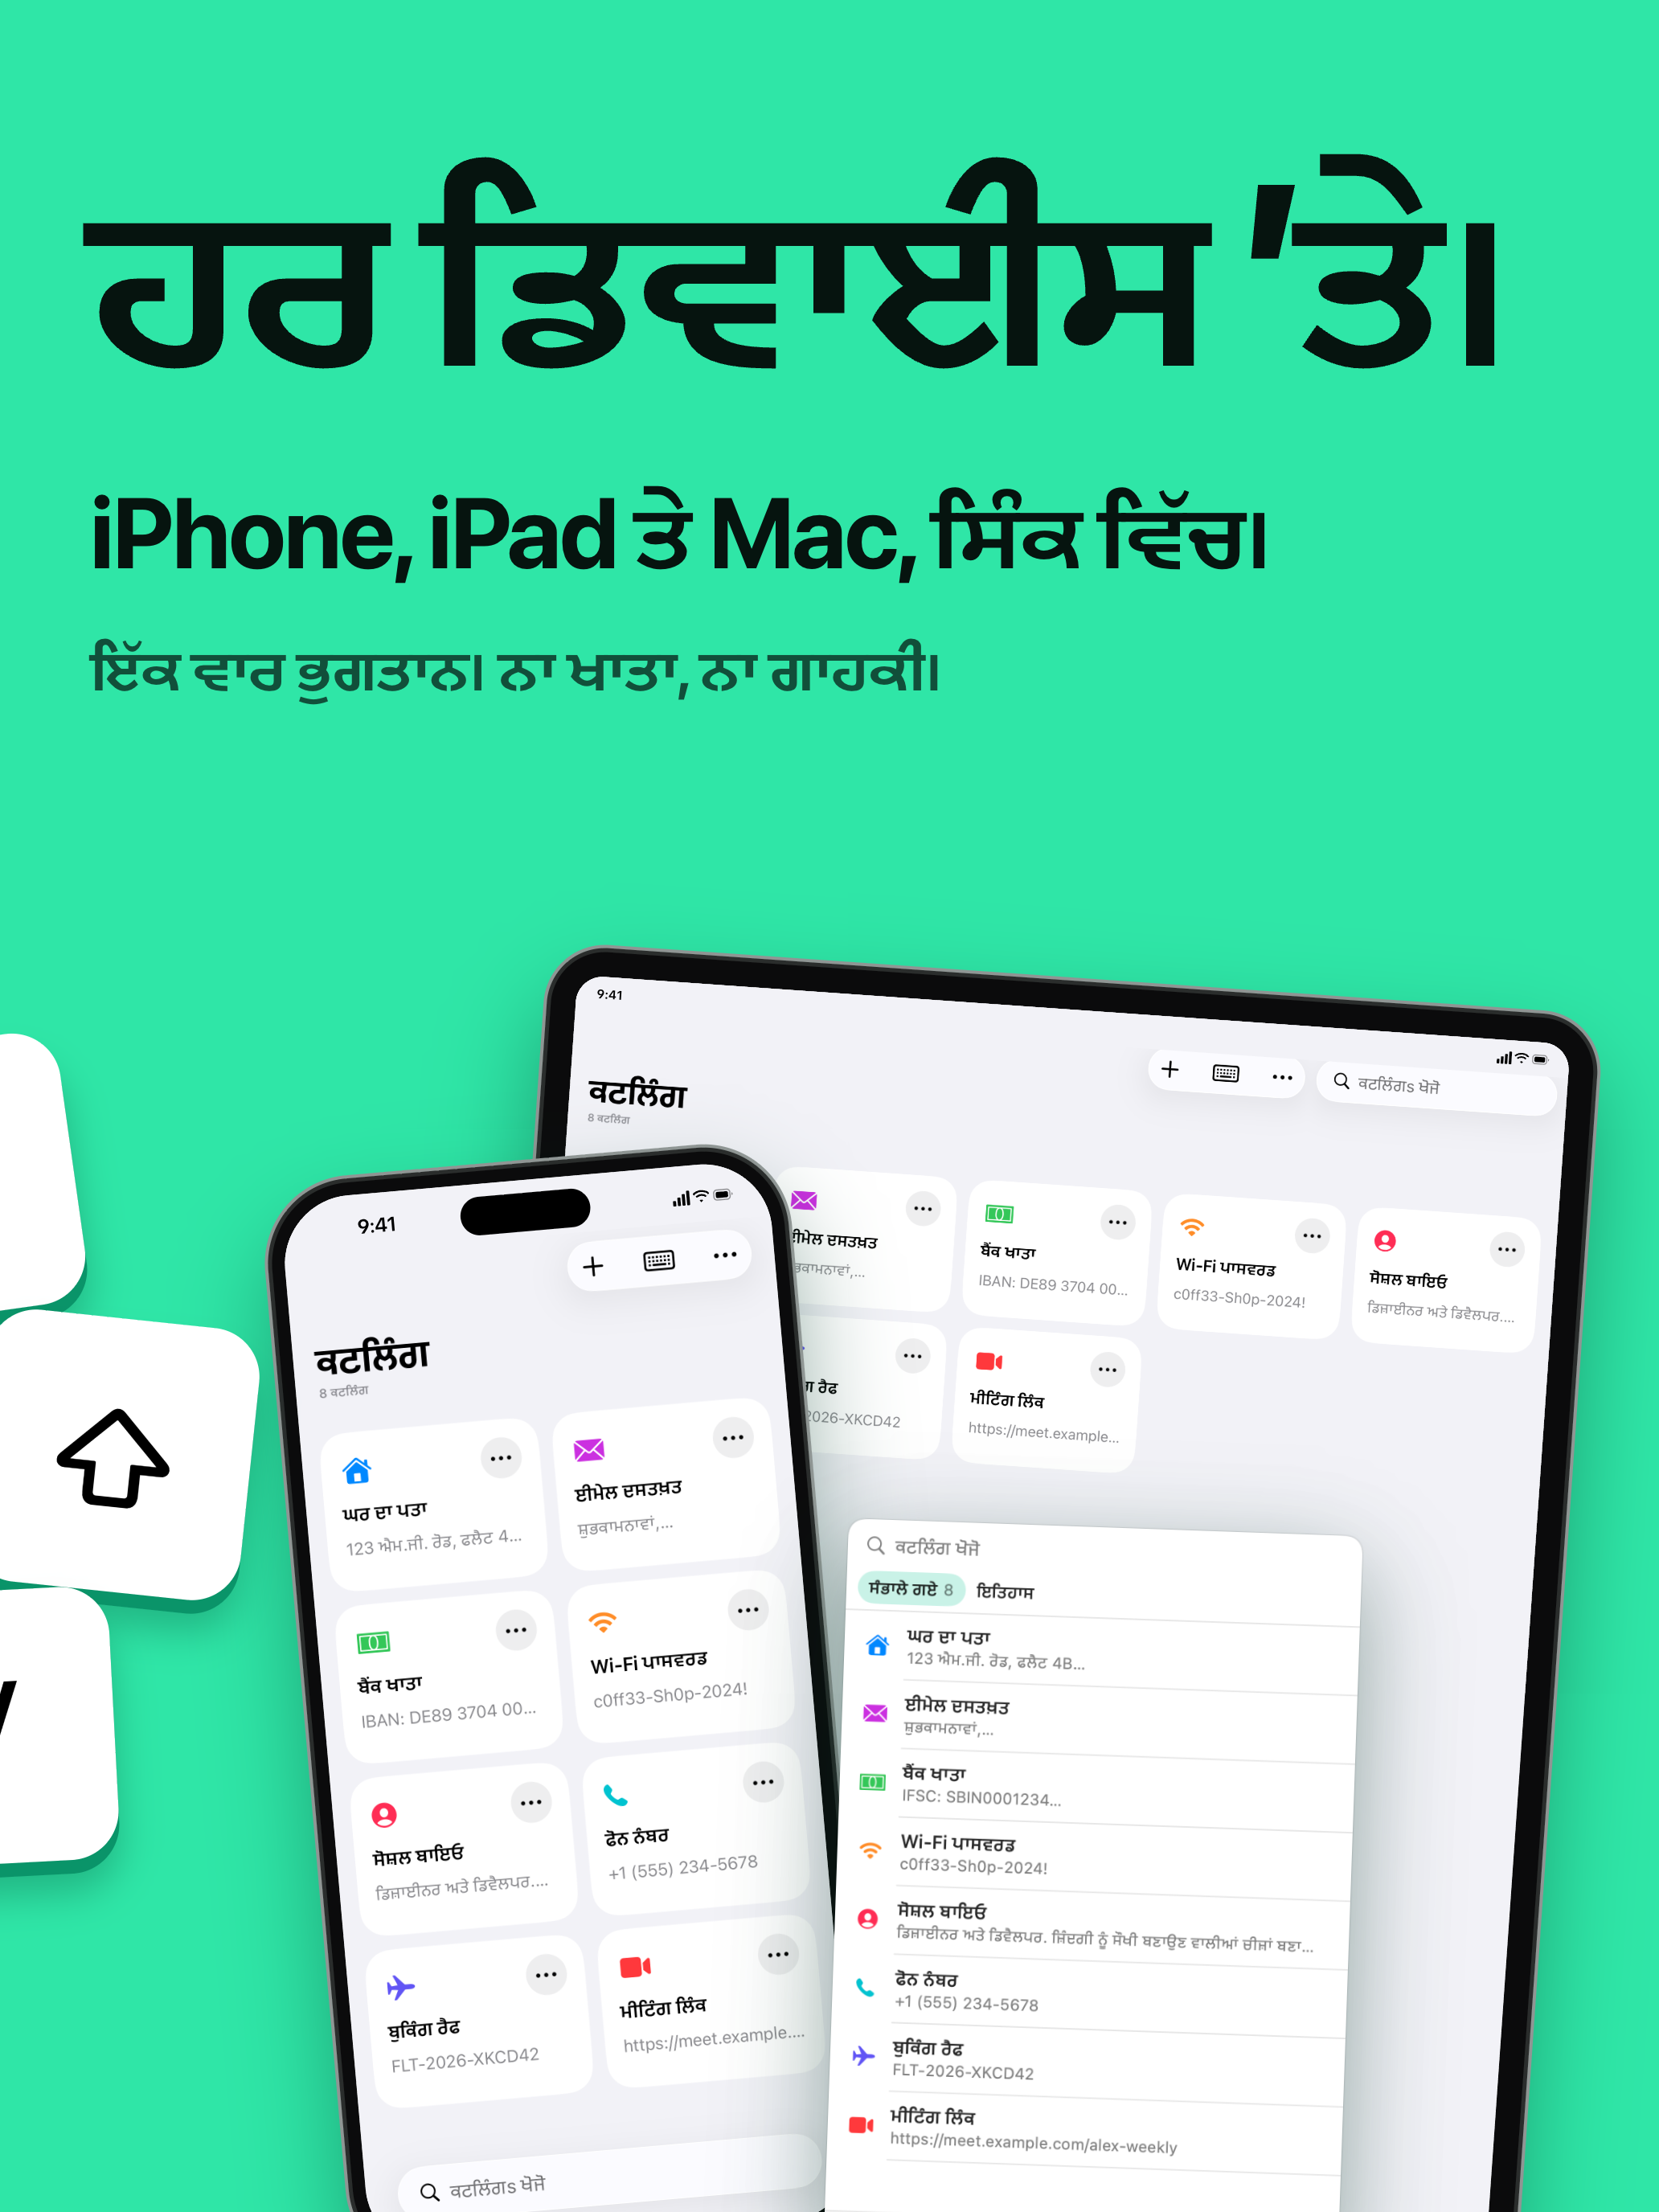 ਹਰ ਡਿਵਾਈਸ 'ਤੇ।
iPhone, iPad ਤੇ Mac, ਸਿੰਕ ਵਿੱਚ।
ਇੱਕ ਵਾਰ ਭੁਗਤਾਨ। ਨਾ ਖਾਤਾ, ਨਾ ਗਾਹਕੀ।
9:41
ਕਟਲਿੰਗs ਖੋਜੋ
ਕਟਲਿੰਗ
8 ਕਟਲਿੰਗ
ਈਮੇਲ ਦਸਤਖ਼ਤ
ਬੈਂਕ ਖਾਤਾ
IBAN: DE89 3704 00...
Wi-Fi ਪਾਸਵਰਡ
c0ff33-Sh0p-2024!
ਸੋਸ਼ਲ ਬਾਇਓ
ਡਿਜ਼ਾਈਨਰ ਅਤੇ ਡਿਵੈਲਪਰ....
ਰੈਫ
2026-XKCD42
ਮੀਟਿੰਗ ਲਿੰਕ
https://meet.example...
9:41
ਕਟਲਿੰਗ
8 ਕਟਲਿੰਗ
ਘਰ ਦਾ ਪਤਾ
123 ਐਮ.ਜੀ. ਰੋਡ, ਫਲੈਟ 4...
ਈਮੇਲ ਦਸਤਖ਼ਤ
ਸ਼ੁਭਕਾਮਨਾਵਾਂ,...
ਬੈਂਕ ਖਾਤਾ
IBAN: DE89 3704 00...
Wi-Fi ਪਾਸਵਰਡ
c0ff33-Sh0p-2024!
ਸੋਸ਼ਲ ਬਾਇਓ
ਡਿਜ਼ਾਈਨਰ ਅਤੇ ਡਿਵੈਲਪਰ....
ਫੋਨ ਨੰਬਰ
+1 (555) 234-5678
ਬੁਕਿੰਗ ਰੈਫ
FLT-2026-XKCD42
ਮੀਟਿੰਗ ਲਿੰਕ
https://meet.example....
ਕਟਲਿੰਗs ਖੋਜੋ
ਕਟਲਿੰਗ ਖੋਜੋ
ਸੰਭਾਲੇ ਗਏ 8 ਇਤਿਹਾਸ
ਘਰ ਦਾ ਪਤਾ
123 ਐਮ.ਜੀ. ਰੋਡ, ਫਲੈਟ 4B...
ਈਮੇਲ ਦਸਤਖ਼ਤ
ਸ਼ੁਭਕਾਮਨਾਵਾਂ,...
ਬੈਂਕ ਖਾਤਾ
IFSC: SBIN0001234...
Wi-Fi ਪਾਸਵਰਡ
c0ff33-Sh0p-2024!
ਸੋਸ਼ਲ ਬਾਇਓ
ਡਿਜ਼ਾਈਨਰ ਅਤੇ ਡਿਵੈਲਪਰ. ਜ਼ਿੰਦਗੀ ਨੂੰ ਸੌਖੀ ਬਣਾਉਣ ਵਾਲੀਆਂ ਚੀਜ਼ਾਂ ਬਣਾ...
ਫੋਨ ਨੰਬਰ
+1 (555) 234-5678
ਬੁਕਿੰਗ ਰੈਫ
FLT-2026-XKCD42
ਮੀਟਿੰਗ ਲਿੰਕ
https://meet.example.com/alex-weekly